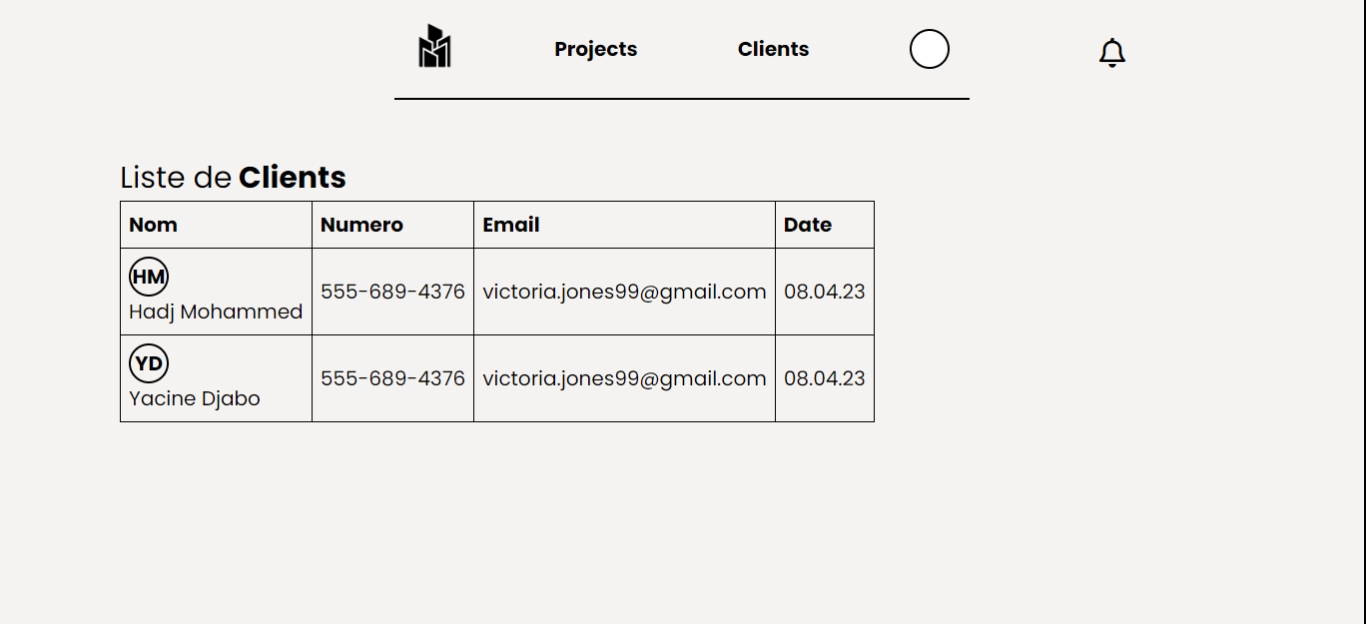 Projects Clients
Liste de Clients
Nom Numero Email Date
HM
Hadj Mohammed 555-689-4376 victoria.jones99@gmail.com 08.04.23
YD
Yacine Djabo 555-689-4376 victoria.jones99@gmail.com 08.04.23